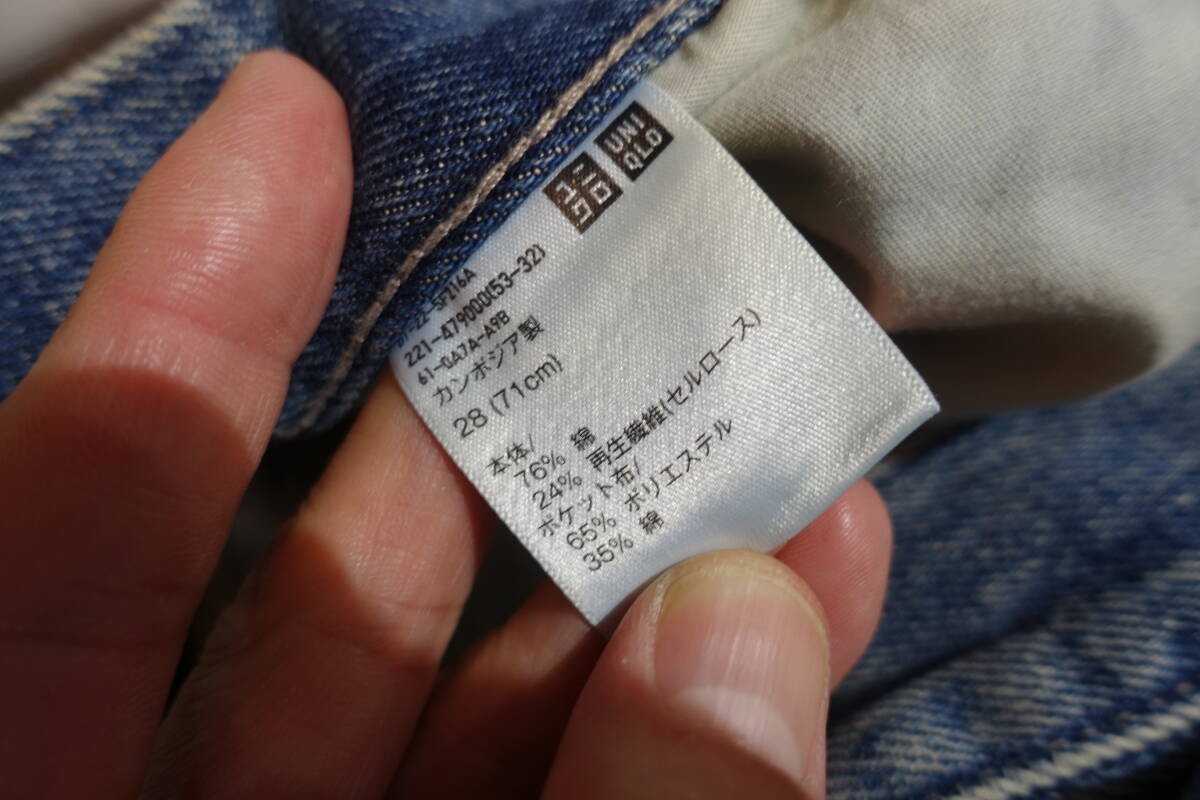 ユニクロ UNIQLO
221-479000(53-32)
61-GA7A-A9B
カンボジア製
28 (71cm)
本体/
76% 綿
24% 再生繊維(セルロース)
ポケット布/
65% ポリエステル
35% 綿